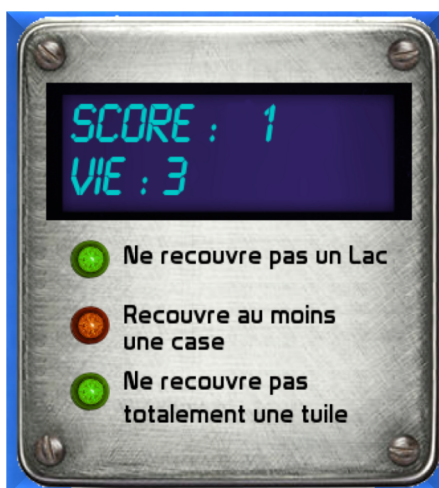 SCORE : 1
VIE : 3
Ne recouvre pas un Lac
Recouvre au moins
une case
Ne recouvre pas
totalement une tuile